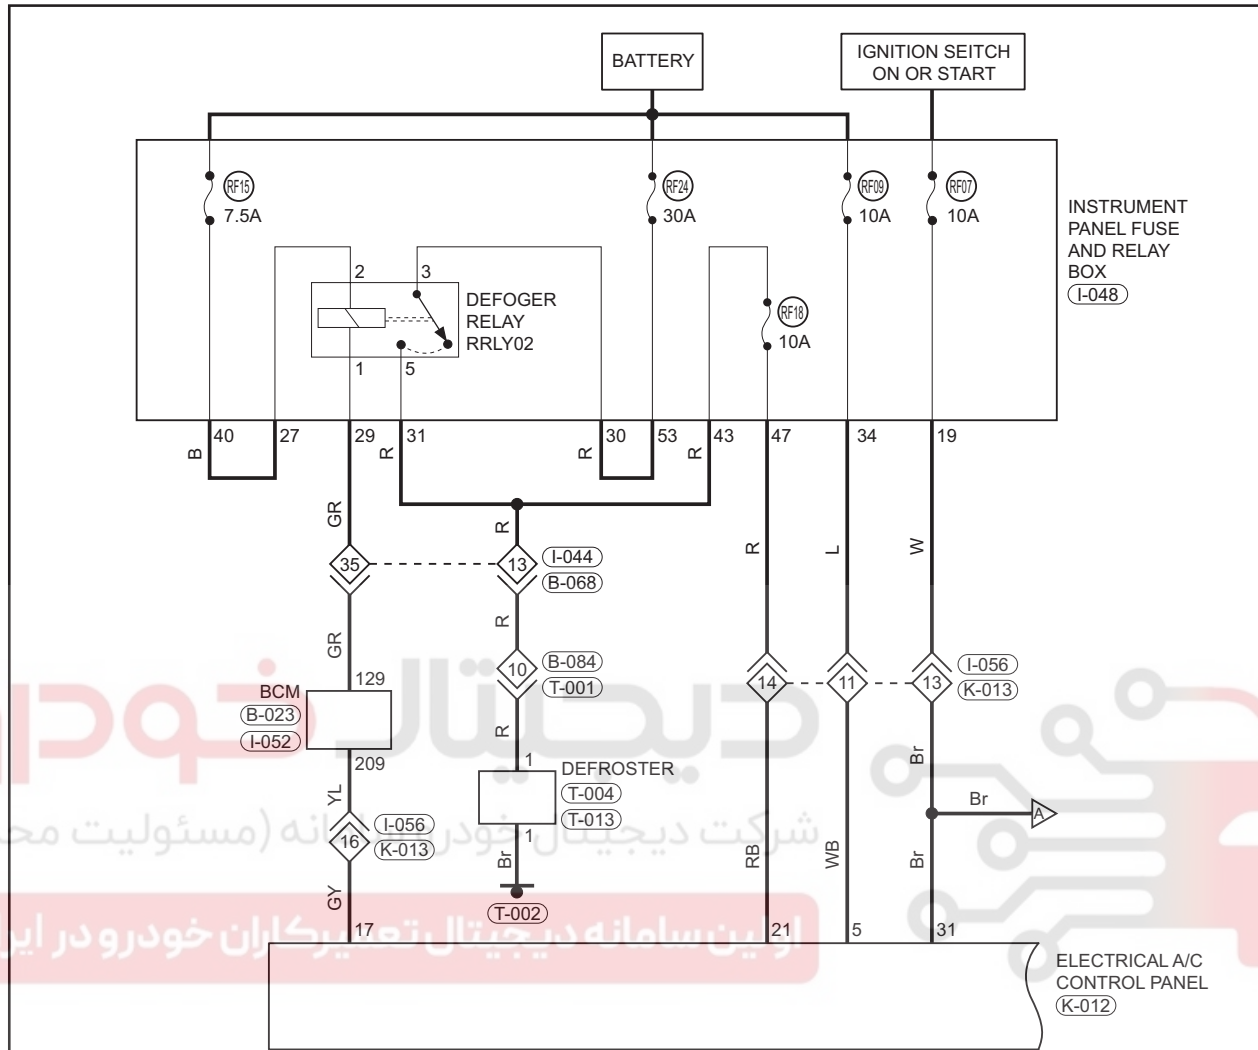 BATTERY
IGNITION SEITCH
ON OR START
RF15
7.5A
RF24
30A
RF09
10A
RF07
10A
INSTRUMENT
PANEL FUSE
AND RELAY
BOX
I-048
2
3
DEFOGER
RELAY
RRLY02
1
5
RF18
10A
40
27
29
31
30
53
43
47
34
19
B
R
R
R
GR
R
R
L
W
35
13
I-044
B-068
GR
R
10
B-084
T-001
14
11
13
I-056
K-013
BCM
B-023
I-052
129
209
R
1
DEFROSTER
T-004
T-013
1
Br
Br
A
YL
16
I-056
K-013
Br
T-002
RB
WB
Br
GY
17
21
5
31
ELECTRICAL A/C
CONTROL PANEL
K-012
دیجیتال خودرو
شرکت دیجیتال خودرو سامانه (مسئولیت
اولین سامانه دیجیتال تعمیرکاران خودرو در